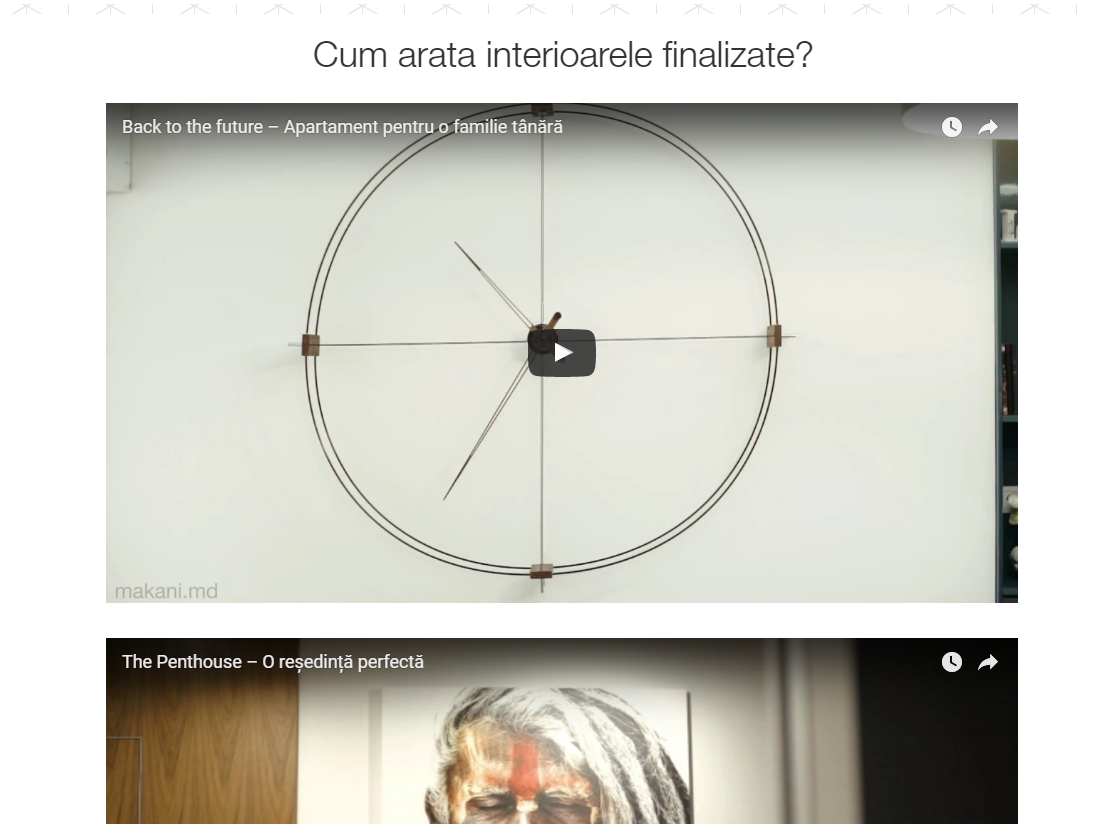 Cum arata interioarele finalizate?
Back to the future – Apartament pentru o familie tânără
makani.md
The Penthouse – O reședință perfectă